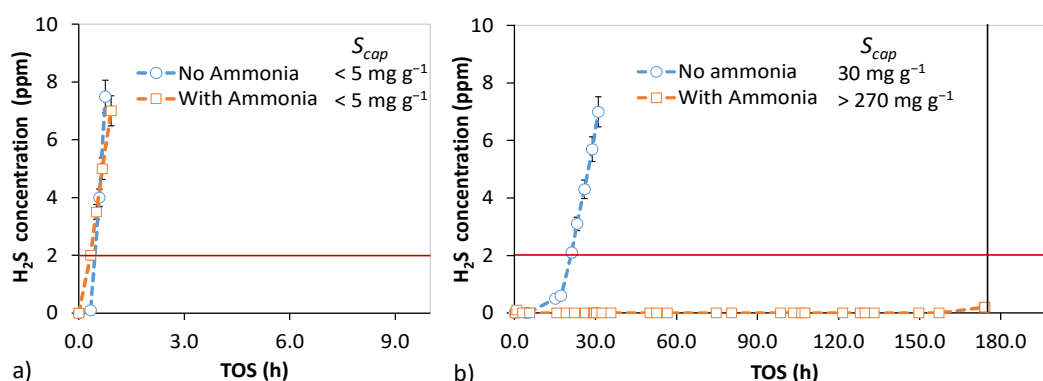 10
8
6
4
2
0
H₂S concentration (ppm)
S_cap
No Ammonia < 5 mg g⁻¹
With Ammonia < 5 mg g⁻¹
0.0 3.0 6.0 9.0
TOS (h)
a)
10
8
6
4
2
0
H₂S concentration (ppm)
S_cap
No ammonia 30 mg g⁻¹
With Ammonia > 270 mg g⁻¹
0.0 30.0 60.0 90.0 120.0 150.0 180.0
TOS (h)
b)